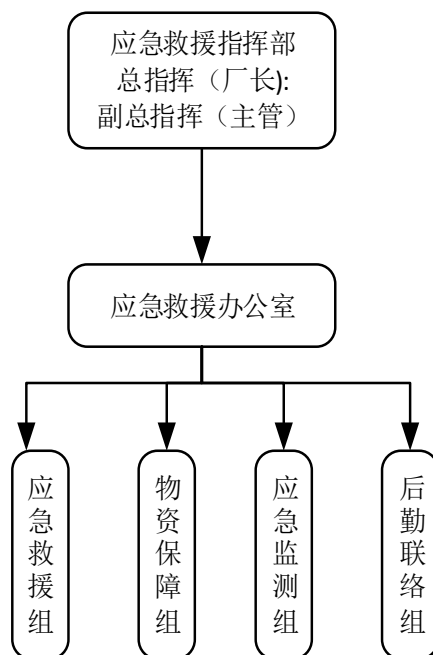 应急救援指挥部
总指挥（厂长):
副总指挥（主管）
应急救援办公室
应急救援组
物资保障组
应急监测组
后勤联络组